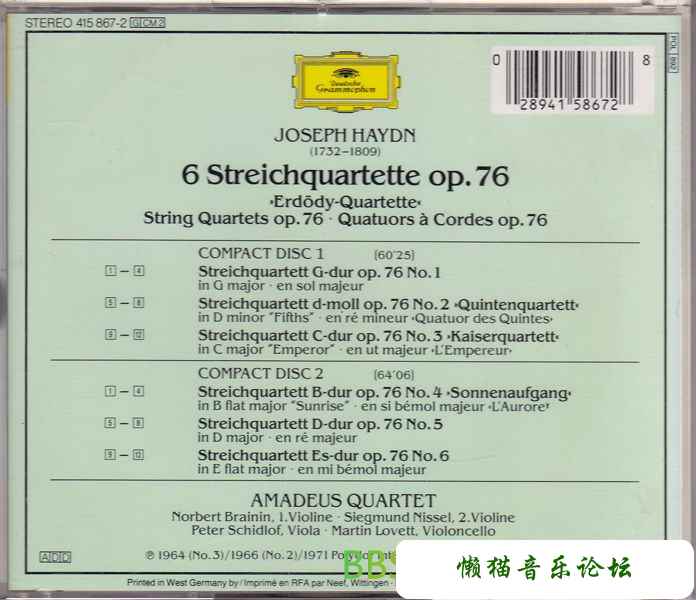 STEREO 415 867-2 G CM 2
POL 892
Deutsche
Grammophon
0 28941 58672 8
JOSEPH HAYDN
(1732–1809)
6 Streichquartette op. 76
›Erdödy-Quartette‹
String Quartets op. 76 · Quatuors à Cordes op. 76
COMPACT DISC 1 [60'25]
1 – 4 Streichquartett G-dur op. 76 No. 1
in G major · en sol majeur
5 – 8 Streichquartett d-moll op. 76 No. 2 ›Quintenquartett‹
in D minor "Fifths" · en ré mineur ›Quatuor des Quintes‹
9 – 12 Streichquartett C-dur op. 76 No. 3 ›Kaiserquartett‹
in C major "Emperor" · en ut majeur ›L'Empereur‹
COMPACT DISC 2 [64'06]
1 – 4 Streichquartett B-dur op. 76 No. 4 ›Sonnenaufgang‹
in B flat major "Sunrise" · en si bémol majeur ›L'Aurore‹
5 – 8 Streichquartett D-dur op. 76 No. 5
in D major · en ré majeur
9 – 12 Streichquartett Es-dur op. 76 No. 6
in E flat major · en mi bémol majeur
AMADEUS QUARTET
Norbert Brainin, 1. Violine · Siegmund Nissel, 2. Violine
Peter Schidlof, Viola · Martin Lovett, Violoncello
℗ 1964 (No. 3)/1966 (No. 2)/1971
ADD
BBS
Printed in West Germany by / Imprimé en RFA par Neef, Wittingen
懒猫音乐论坛